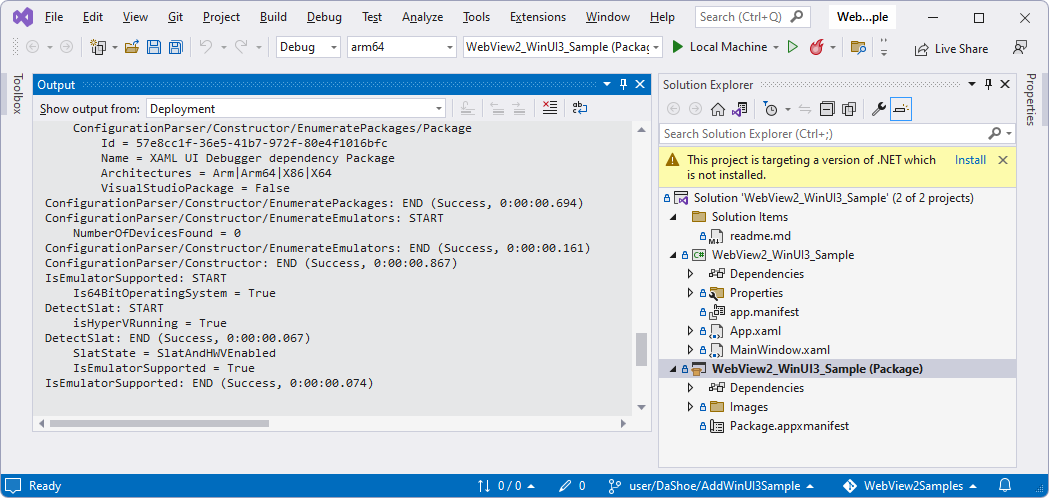 File Edit View Git Project Build Debug Test Analyze Tools Extensions Window Help Search (Ctrl+Q) Web...ple
Debug arm64 WebView2_WinUI3_Sample (Packag Local Machine Live Share
Toolbox
Output
Show output from: Deployment
ConfigurationParser/Constructor/EnumeratePackages/Package
Id = 57e8cc1f-36e5-41b7-972f-80e4f1016bfc
Name = XAML UI Debugger dependency Package
Architectures = Arm|Arm64|X86|X64
VisualStudioPackage = False
ConfigurationParser/Constructor/EnumeratePackages: END (Success, 0:00:00.694)
ConfigurationParser/Constructor/EnumerateEmulators: START
NumberOfDevicesFound = 0
ConfigurationParser/Constructor/EnumerateEmulators: END (Success, 0:00:00.161)
ConfigurationParser/Constructor: END (Success, 0:00:00.867)
IsEmulatorSupported: START
Is64BitOperatingSystem = True
DetectSlat: START
isHyperVRunning = True
DetectSlat: END (Success, 0:00:00.067)
SlatState = SlatAndHWVEnabled
IsEmulatorSupported = True
IsEmulatorSupported: END (Success, 0:00:00.074)
Solution Explorer
Search Solution Explorer (Ctrl+;)
This project is targeting a version of .NET which Install
is not installed.
Solution 'WebView2_WinUI3_Sample' (2 of 2 projects)
Solution Items
readme.md
WebView2_WinUI3_Sample
Dependencies
Properties
app.manifest
App.xaml
MainWindow.xaml
WebView2_WinUI3_Sample (Package)
Dependencies
Images
Package.appxmanifest
Properties
Ready 0 / 0 0 user/DaShoe/AddWinUI3Sample WebView2Samples